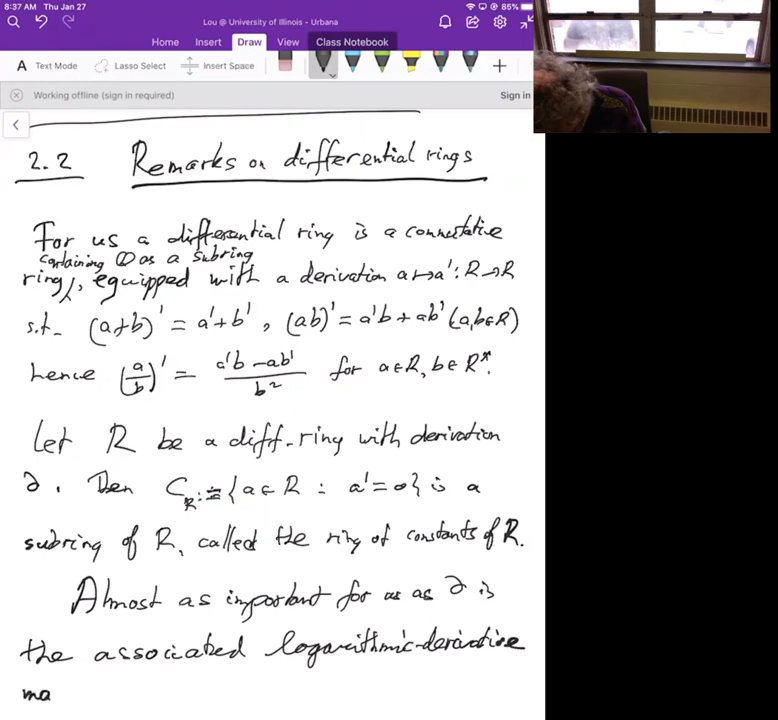 8:37 AM Thu Jan 27
85%
Lou @ University of Illinois - Urbana
Home Insert Draw View Class Notebook
A Text Mode Lasso Select Insert Space
Working offline (sign in required) Sign in
2.2 Remarks on differential rings
For us a differential ring is a commutative
containing ℚ as a subring
ring, equipped with a derivation a ↦ a' : R → R
s.t. (a+b)' = a'+b', (ab)' = a'b + ab' (a,b ∈ R)
hence (a/b)' = (a'b - ab')/b² for a ∈ R, b ∈ R^×.
Let R be a diff. ring with derivation
∂. Then C_R := {a ∈ R : a' = 0} is a
subring of R, called the ring of constants of R.
Almost as important for us as ∂ is
the associated logarithmic-derivative
ma